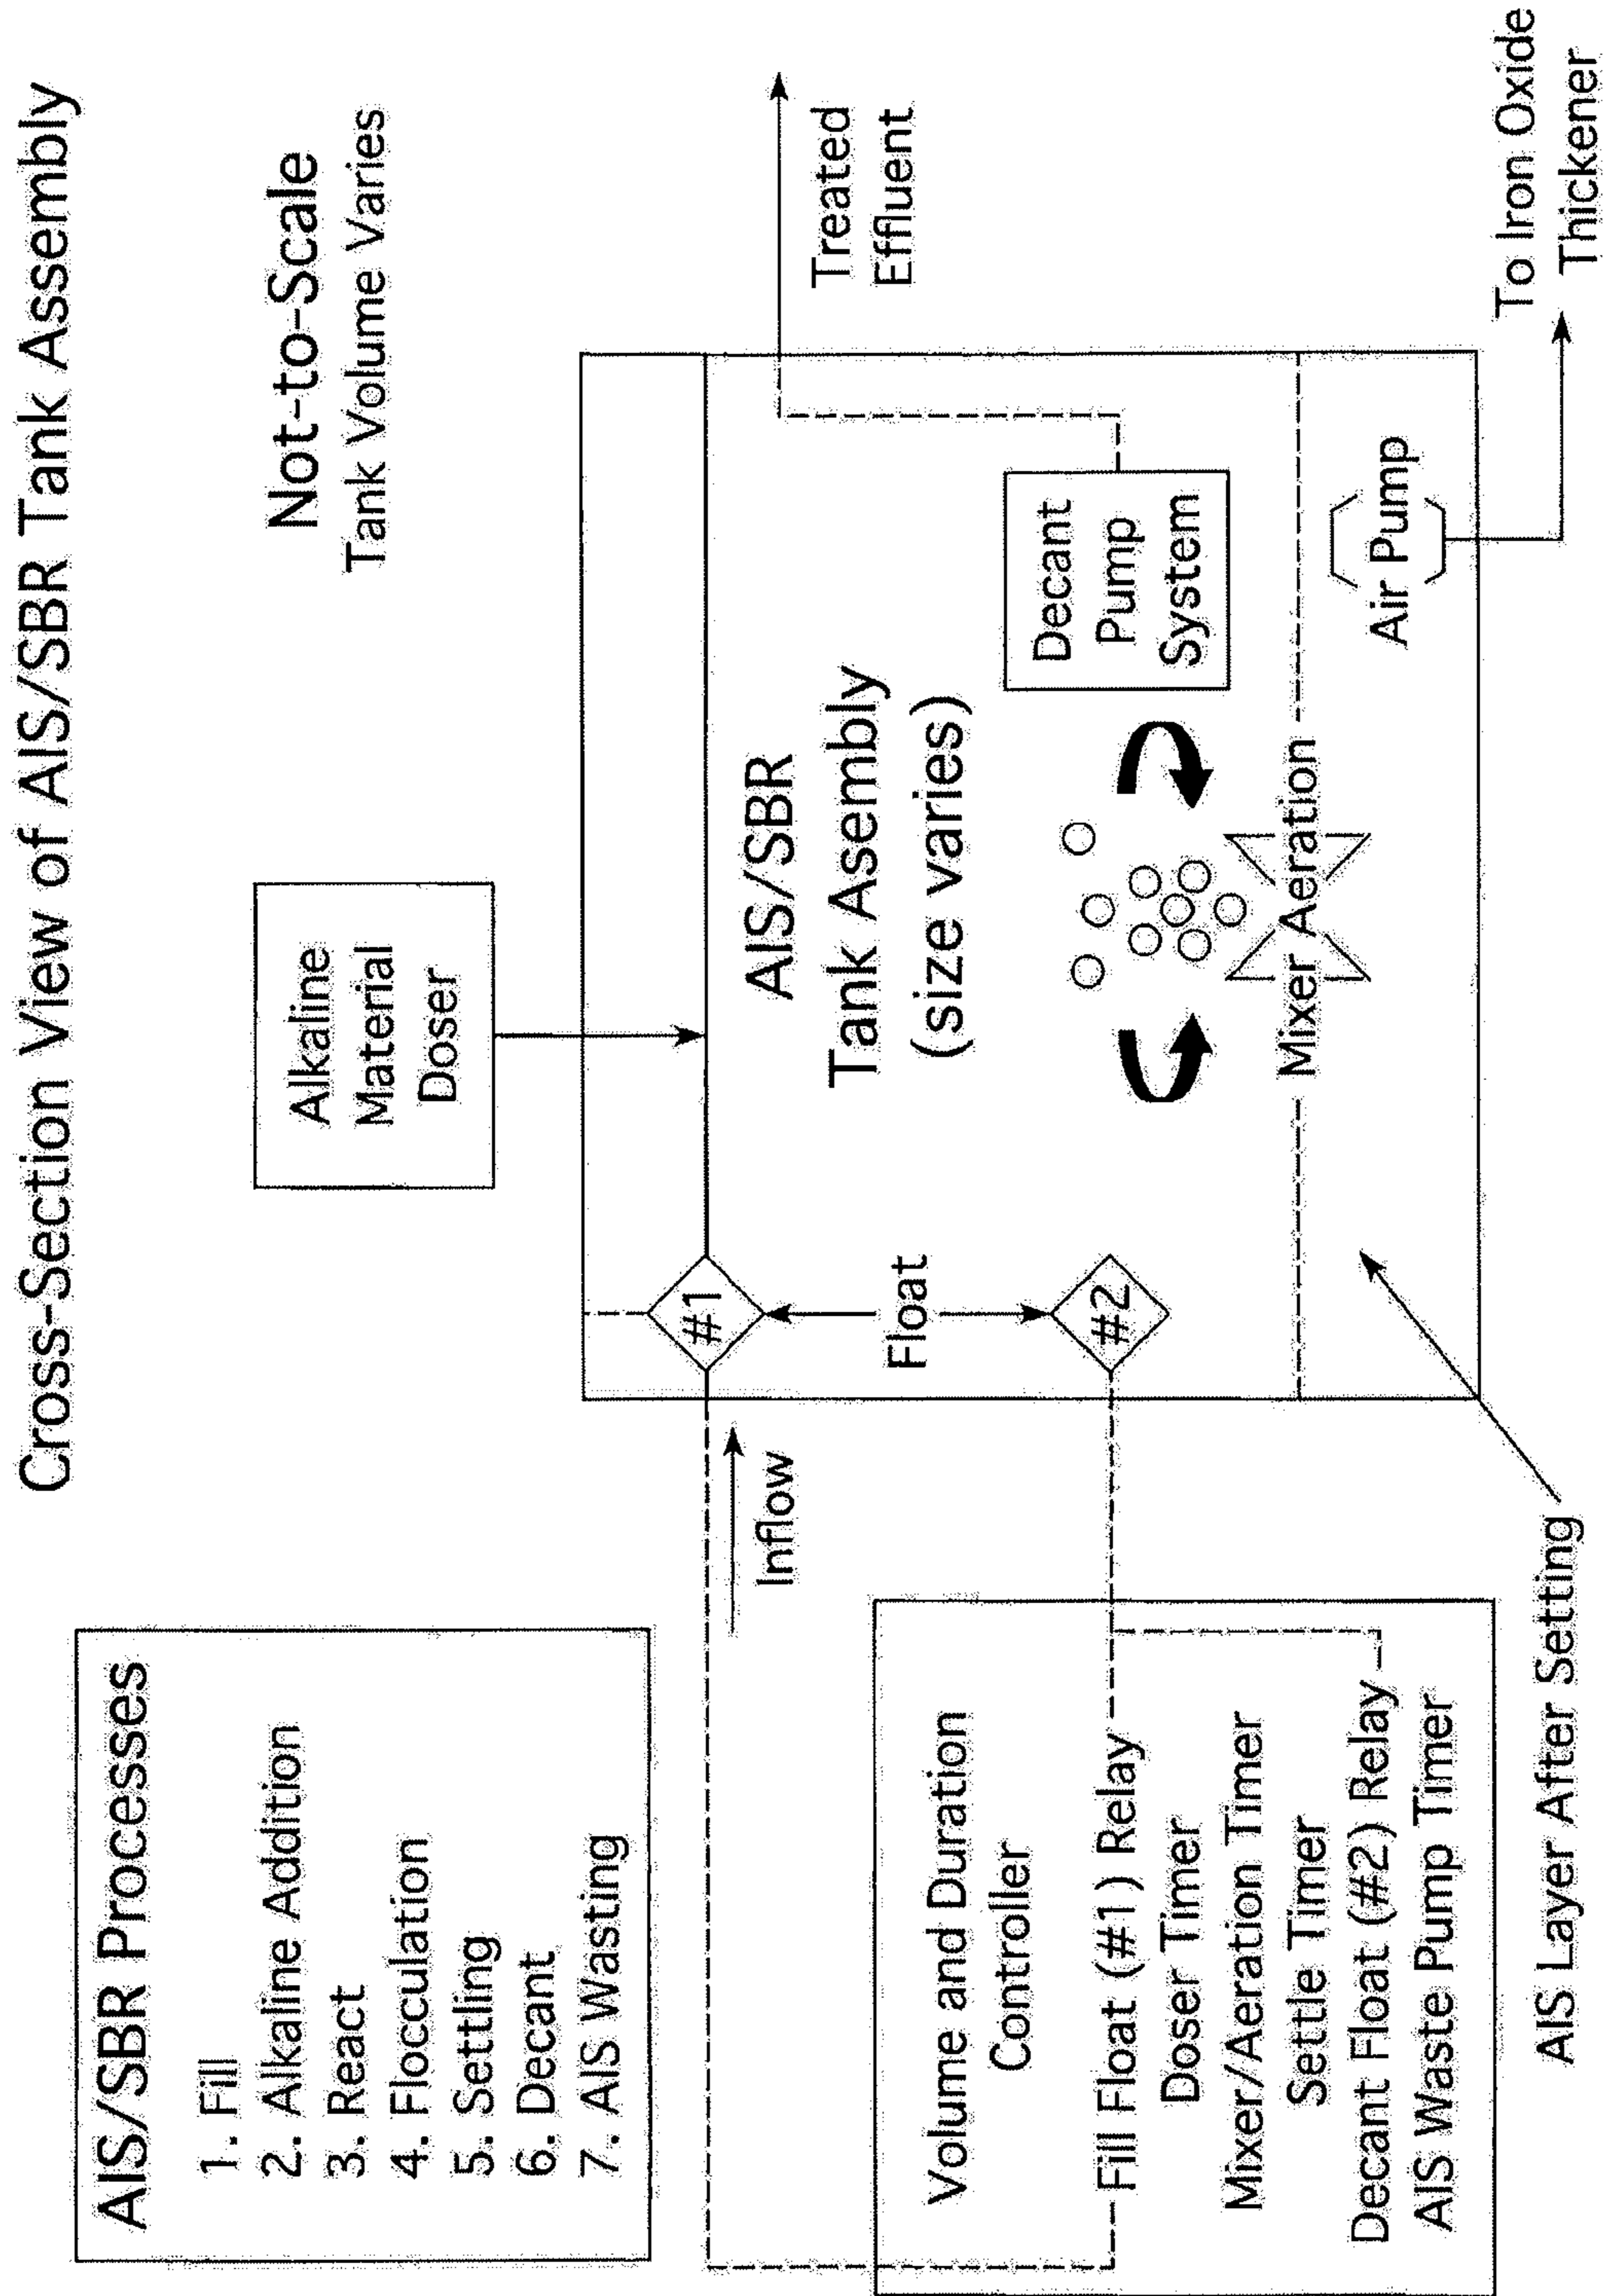 Cross-Section View of AIS/SBR Tank Assembly
AIS/SBR Processes
1. Fill
2. Alkaline Addition
3. React
4. Flocculation
5. Settling
6. Decant
7. AIS Wasting
Alkaline
Material
Doser
Not-to-Scale
Tank Volume Varies
Inflow
#1
Float
#2
AIS/SBR
Tank Asembly
(size varies)
Decant
Pump
System
Treated
Effluent
Mixer Aeration
Air Pump
To Iron Oxide
Thickener
Volume and Duration
Controller
Fill Float (#1) Relay
Doser Timer
Mixer/Aeration Timer
Settle Timer
Decant Float (#2) Relay
AIS Waste Pump Timer
AIS Layer After Setting